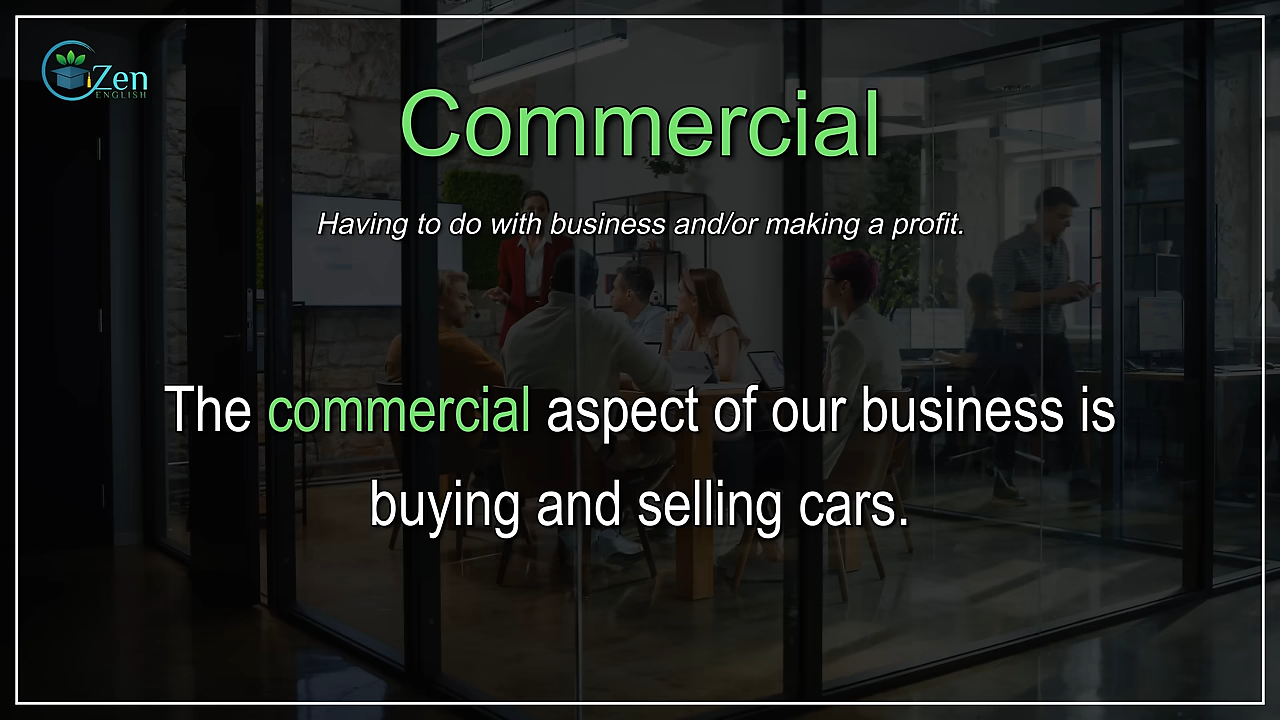 Zen
ENGLISH
Commercial
Having to do with business and/or making a profit.
The commercial aspect of our business is
buying and selling cars.